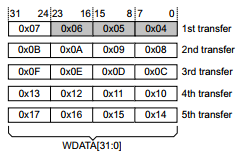 31 24 23 16 15 8 7 0
0x07 0x06 0x05 0x04 1st transfer
0x0B 0x0A 0x09 0x08 2nd transfer
0x0F 0x0E 0x0D 0x0C 3rd transfer
0x13 0x12 0x11 0x10 4th transfer
0x17 0x16 0x15 0x14 5th transfer
WDATA[31:0]